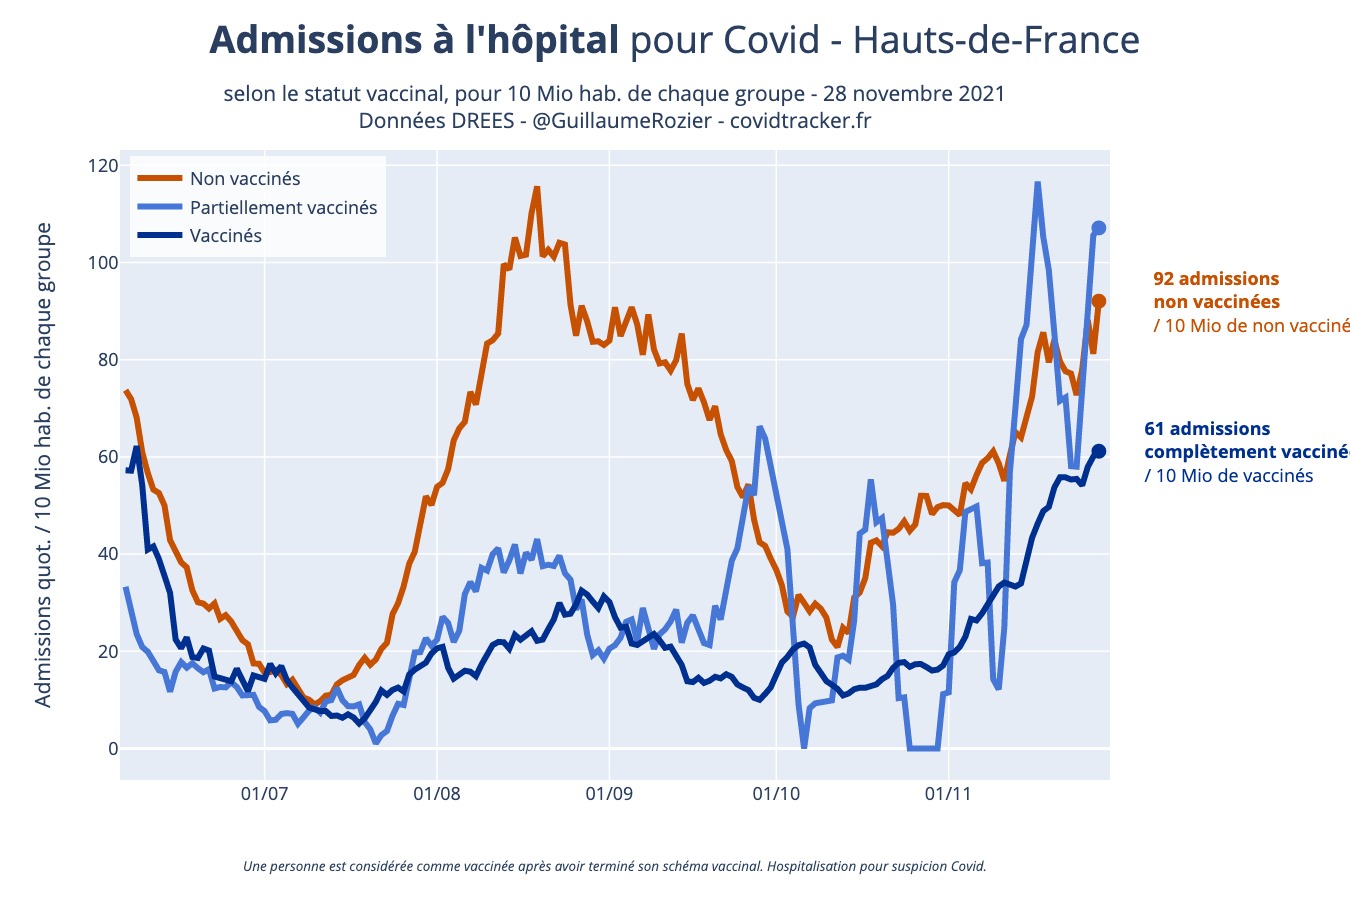 Admissions à l'hôpital pour Covid - Hauts-de-France
selon le statut vaccinal, pour 10 Mio hab. de chaque groupe - 28 novembre 2021
Données DREES - @GuillaumeRozier - covidtracker.fr
Admissions quot. / 10 Mio hab. de chaque groupe
120
100
80
60
40
20
0
Non vaccinés
Partiellement vaccinés
Vaccinés
92 admissions
non vaccinées
/ 10 Mio de non vacciné
61 admissions
complètement vacciné
/ 10 Mio de vaccinés
01/07
01/08
01/09
01/10
01/11
Une personne est considérée comme vaccinée après avoir terminé son schéma vaccinal. Hospitalisation pour suspicion Covid.